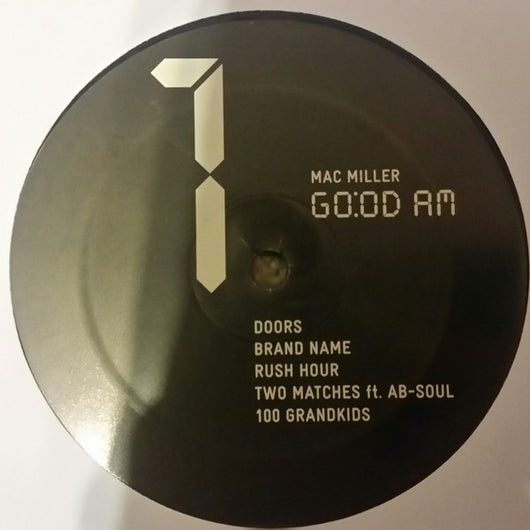 1
MAC MILLER
GO:OD AM
DOORS
BRAND NAME
RUSH HOUR
TWO MATCHES ft. AB-SOUL
100 GRANDKIDS